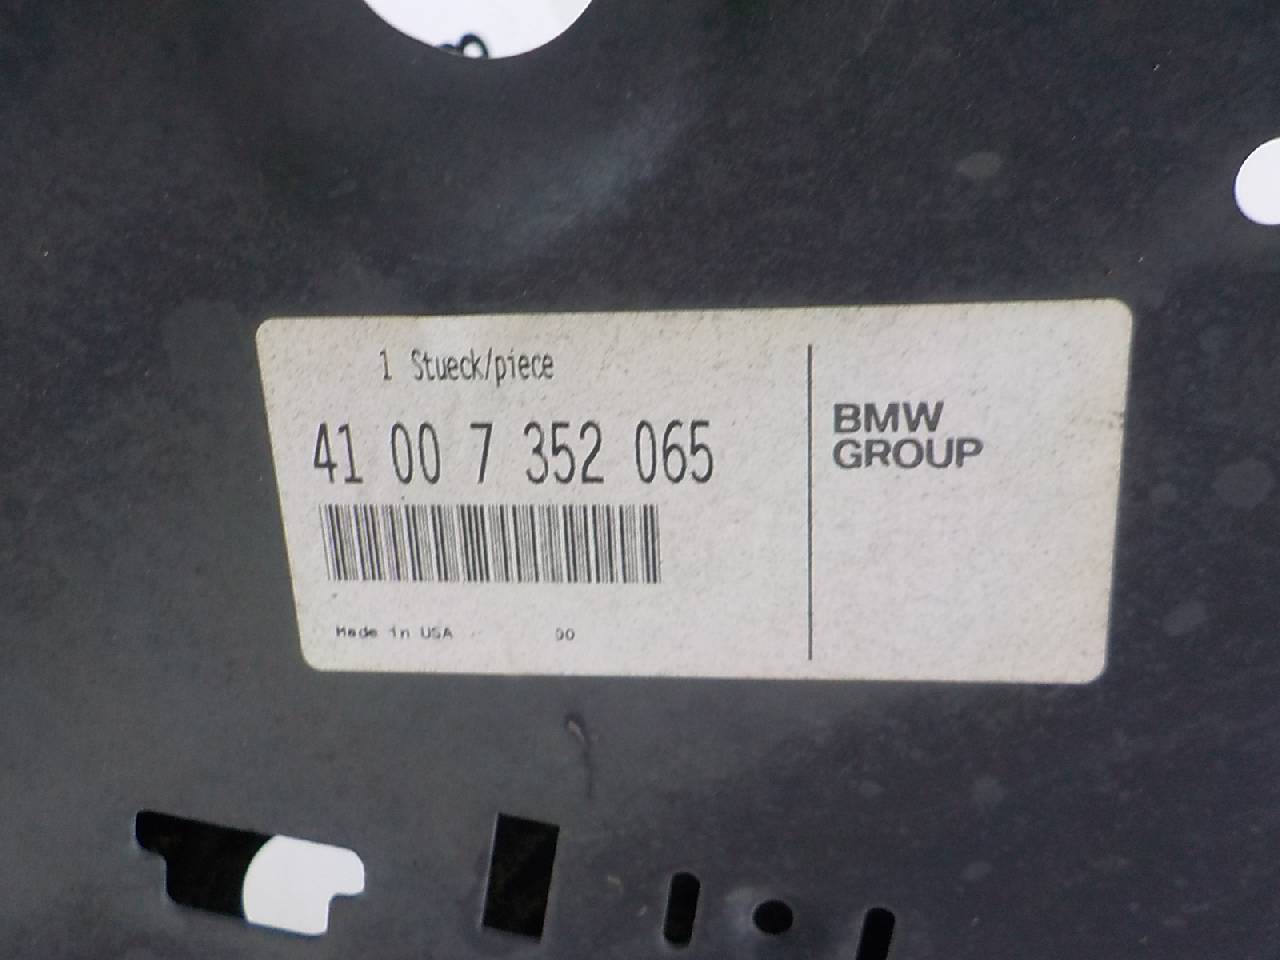 1 Stueck/piece
41 00 7 352 065
Made in USA 00
BMW
GROUP